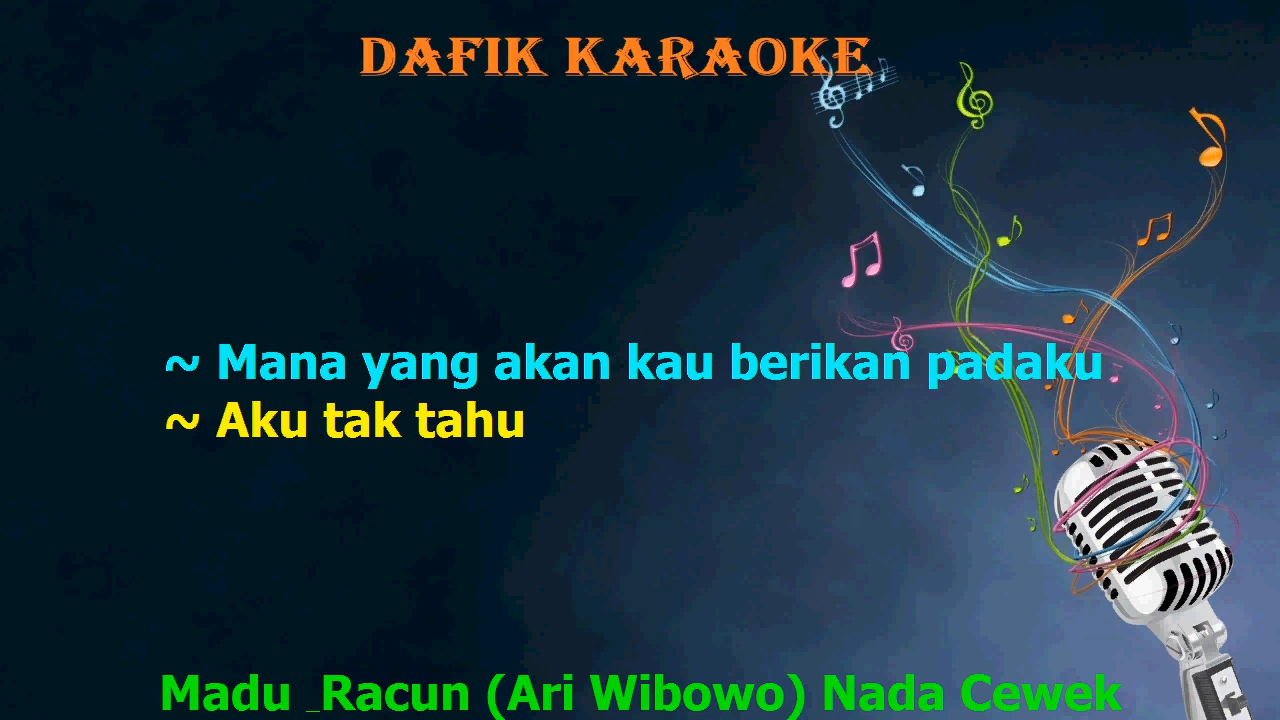 DAFIK KARAOKE
~ Mana yang akan kau berikan padaku
~ Aku tak tahu
Madu _Racun (Ari Wibowo) Nada Cewek